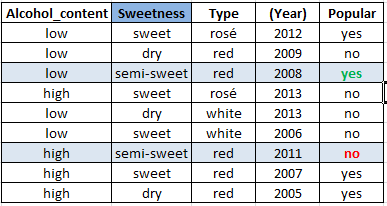 Alcohol_content Sweetness Type (Year) Popular
low sweet rosé 2012 yes
low dry red 2009 no
low semi-sweet red 2008 yes
high sweet rosé 2013 no
low dry white 2013 no
low sweet white 2006 no
high semi-sweet red 2011 no
high sweet red 2007 yes
high dry red 2005 yes